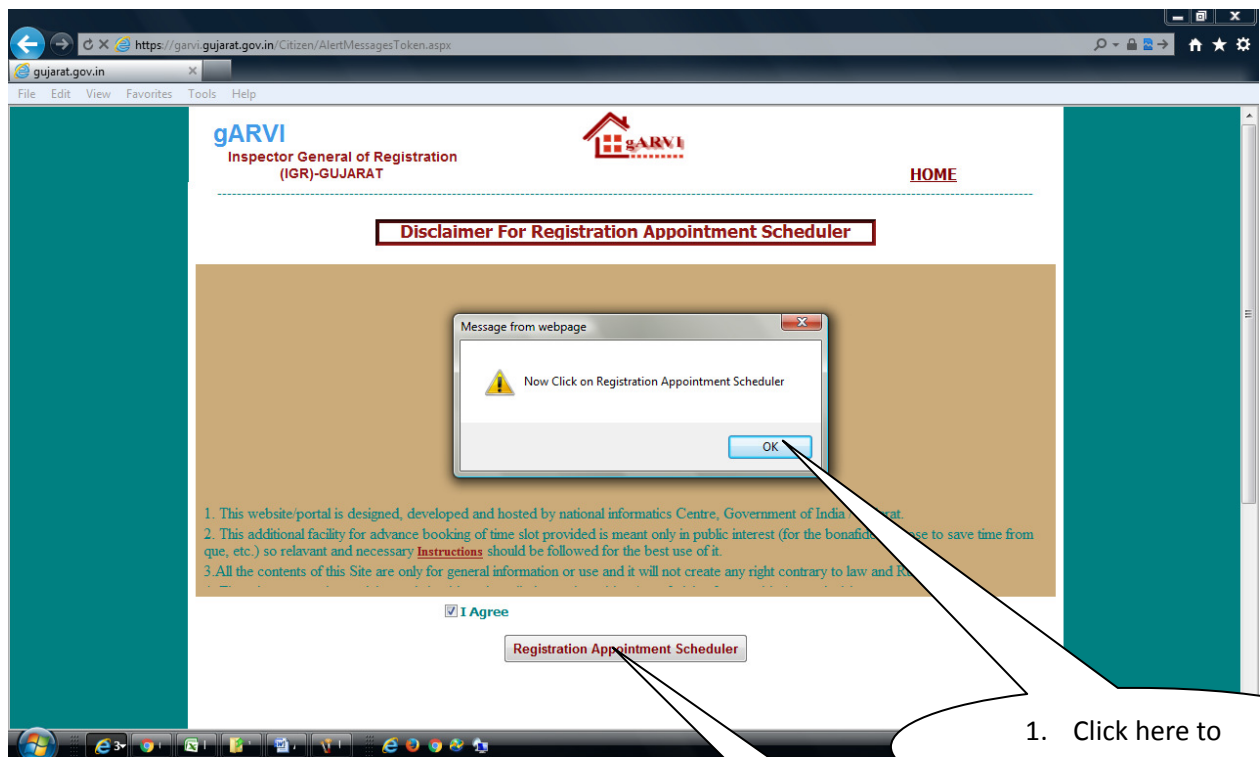 https://garvi.gujarat.gov.in/Citizen/AlertMessagesToken.aspx
gujarat.gov.in
File Edit View Favorites Tools Help
gARVI
Inspector General of Registration
(IGR)-GUJARAT
gARVI
HOME
Disclaimer For Registration Appointment Scheduler
Message from webpage
Now Click on Registration Appointment Scheduler
OK
1. This website/portal is designed, developed and hosted by national informatics Centre, Government of India
2. This additional facility for advance booking of time slot provided is meant only in public interest (for the bonafide to save time from
que, etc.) so relavant and necessary Instructions should be followed for the best use of it.
3.All the contents of this Site are only for general information or use and it will not create any right contrary to law and
I Agree
Registration Appointment Scheduler
1. Click here to